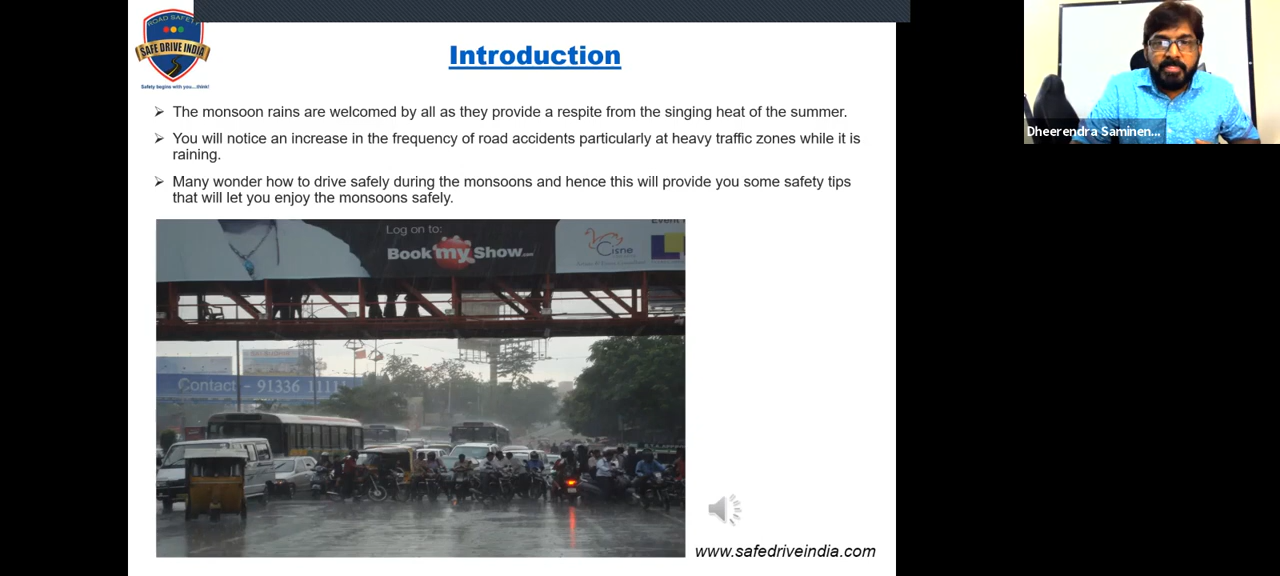 ROAD SAFETY
SAFE DRIVE INDIA
Safety begins with you....think!
Introduction
The monsoon rains are welcomed by all as they provide a respite from the singing heat of the summer.
You will notice an increase in the frequency of road accidents particularly at heavy traffic zones while it is
raining.
Many wonder how to drive safely during the monsoons and hence this will provide you some safety tips
that will let you enjoy the monsoons safely.
Log on to:
Book my Show.com
Event
Cisne
Contact - 91336 11111
www.safedriveindia.com
Dheerendra Saminen...